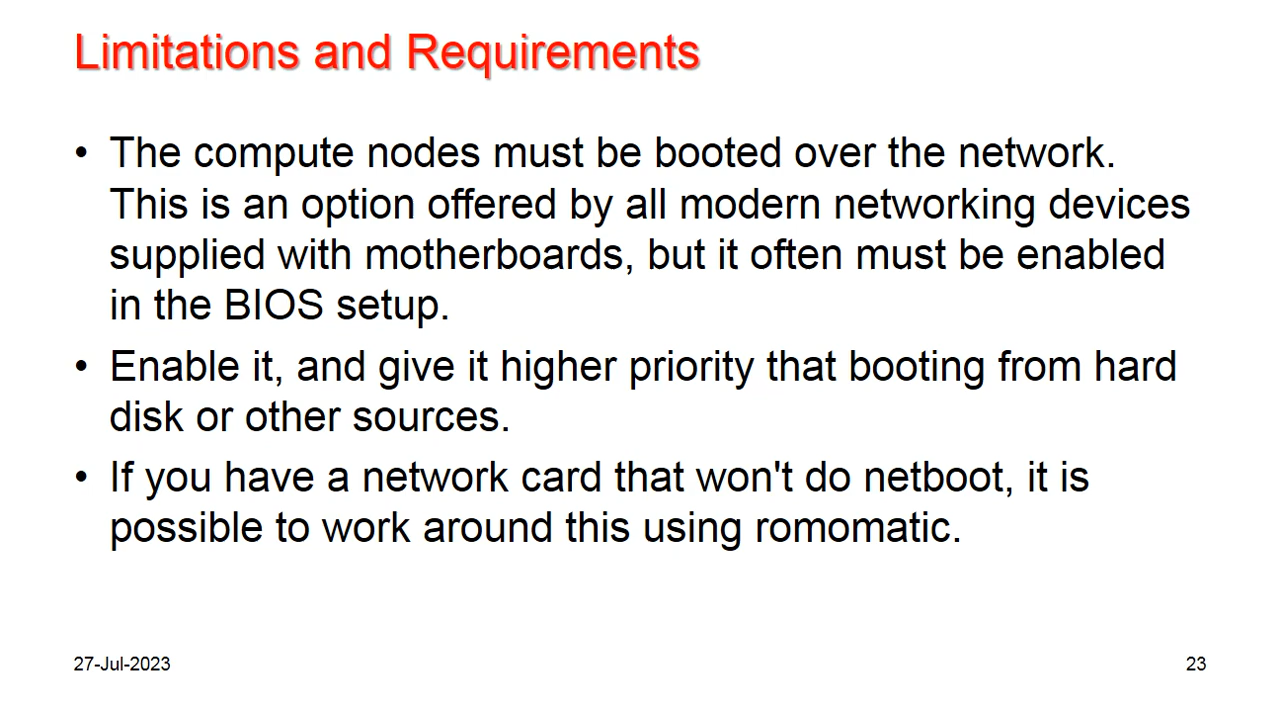 Limitations and Requirements
• The compute nodes must be booted over the network.
This is an option offered by all modern networking devices
supplied with motherboards, but it often must be enabled
in the BIOS setup.
• Enable it, and give it higher priority that booting from hard
disk or other sources.
• If you have a network card that won't do netboot, it is
possible to work around this using romomatic.
27-Jul-2023
23